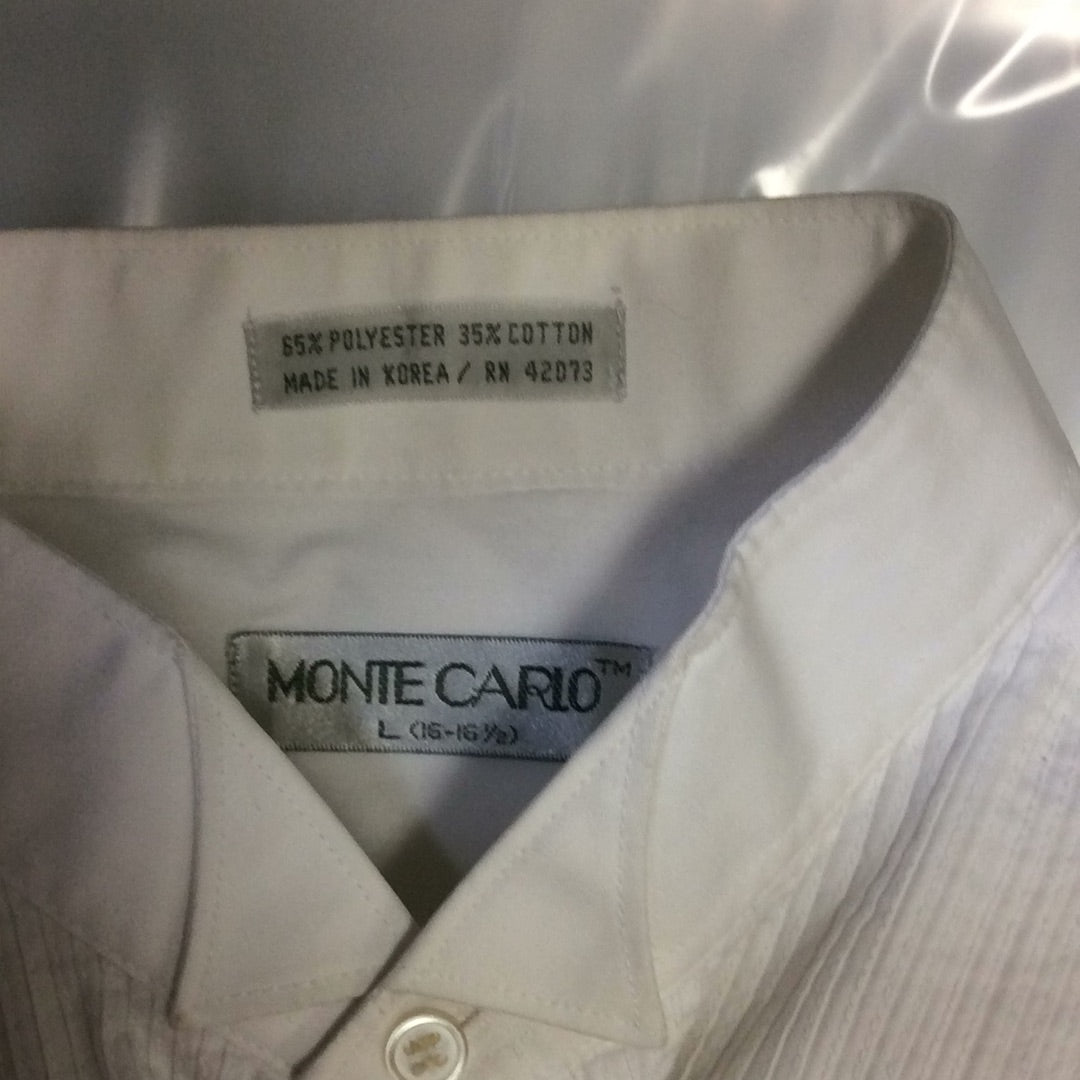 65% POLYESTER 35% COTTON
MADE IN KOREA / RN 42073
MONTE CARLO™
L (16-16½)